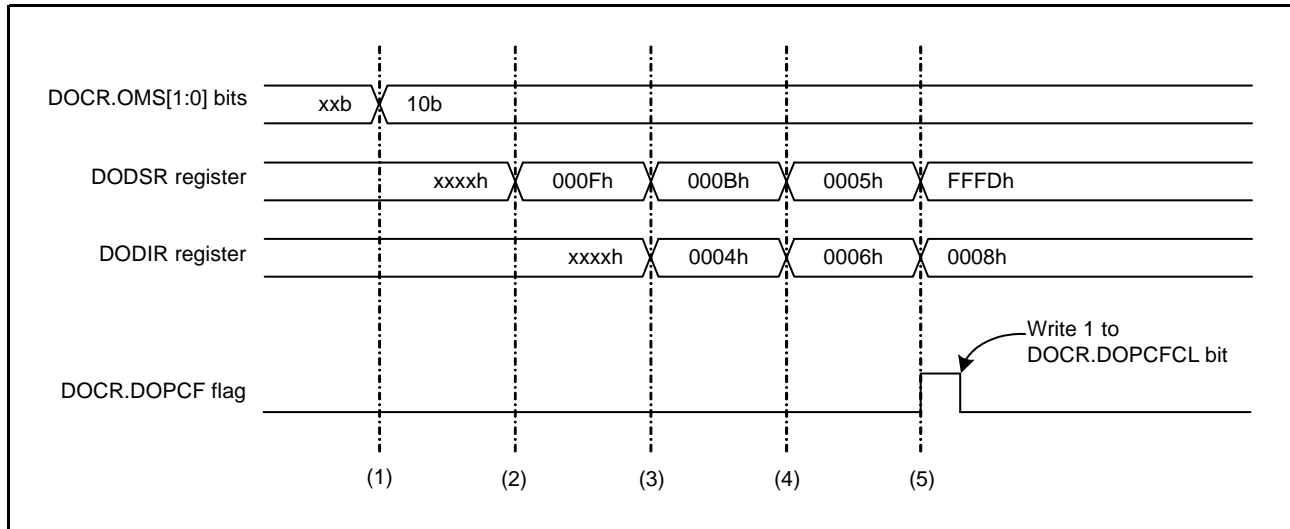 DOCR.OMS[1:0] bits
xxb
10b
DODSR register
xxxxh
000Fh
000Bh
0005h
FFFDh
DODIR register
xxxxh
0004h
0006h
0008h
Write 1 to
DOCR.DOPCFCL bit
DOCR.DOPCF flag
(1)
(2)
(3)
(4)
(5)